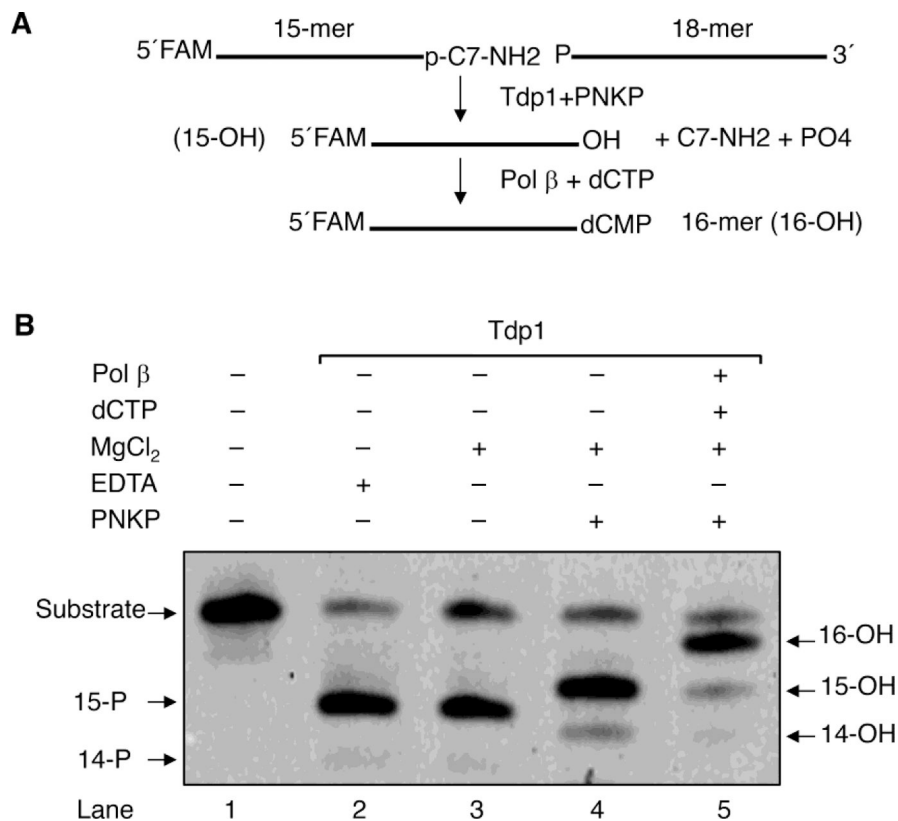 A
15-mer 18-mer
5´FAM p-C7-NH2 P 3´
Tdp1+PNKP
(15-OH) 5´FAM OH + C7-NH2 + PO4
Pol β + dCTP
5´FAM dCMP 16-mer (16-OH)
B
Tdp1
Pol β – – – – +
dCTP – – – – +
MgCl₂ – – + + +
EDTA – + – – –
PNKP – – – + +
Substrate
16-OH
15-P 15-OH
14-P 14-OH
Lane 1 2 3 4 5